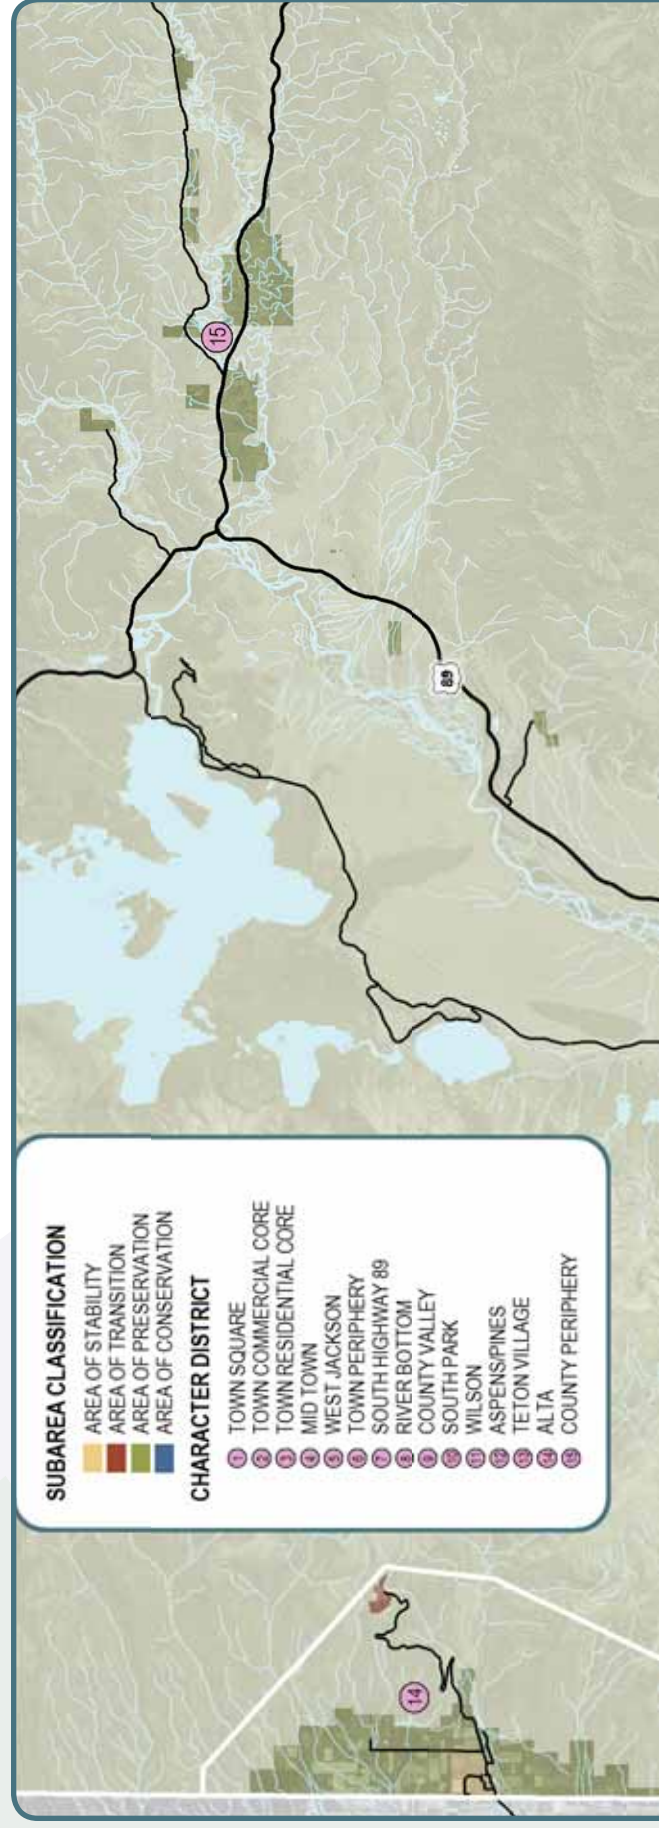 SUBAREA CLASSIFICATION
AREA OF STABILITY
AREA OF TRANSITION
AREA OF PRESERVATION
AREA OF CONSERVATION
CHARACTER DISTRICT
1 TOWN SQUARE
2 TOWN COMMERCIAL CORE
3 TOWN RESIDENTIAL CORE
4 MID TOWN
5 WEST JACKSON
6 TOWN PERIPHERY
7 SOUTH HIGHWAY 89
8 RIVER BOTTOM
9 COUNTY VALLEY
10 SOUTH PARK
11 WILSON
12 ASPENS/PINES
13 TETON VILLAGE
14 ALTA
15 COUNTY PERIPHERY
14
89
15